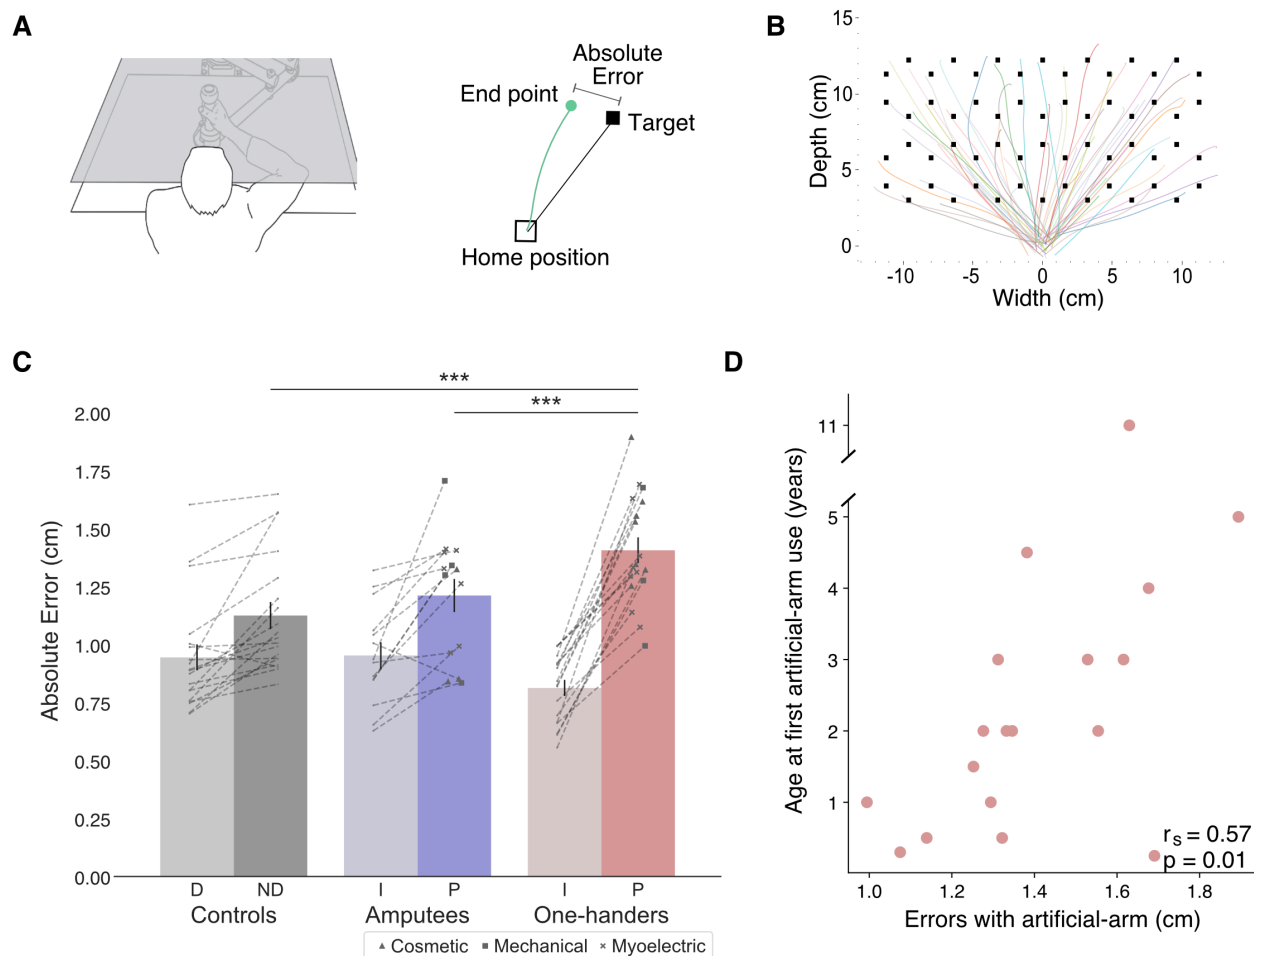 A
Absolute
Error
End point
Target
Home position
B
15
10
5
0
Depth (cm)
-10 -5 0 5 10
Width (cm)
C
***
***
2.00
1.75
1.50
1.25
1.00
0.75
0.50
0.25
0.00
Absolute Error (cm)
D ND I P I P
Controls Amputees One-handers
Cosmetic Mechanical Myoelectric
D
11
5
4
3
2
1
Age at first artificial-arm use (years)
rs = 0.57
p = 0.01
1.0 1.2 1.4 1.6 1.8
Errors with artificial-arm (cm)